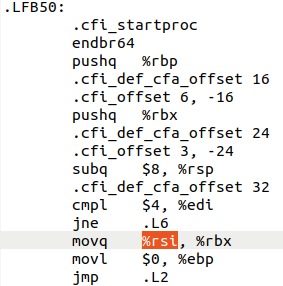 .LFB50:
.cfi_startproc
endbr64
pushq %rbp
.cfi_def_cfa_offset 16
.cfi_offset 6, -16
pushq %rbx
.cfi_def_cfa_offset 24
.cfi_offset 3, -24
subq $8, %rsp
.cfi_def_cfa_offset 32
cmpl $4, %edi
jne .L6
movq %rsi, %rbx
movl $0, %ebp
jmp .L2